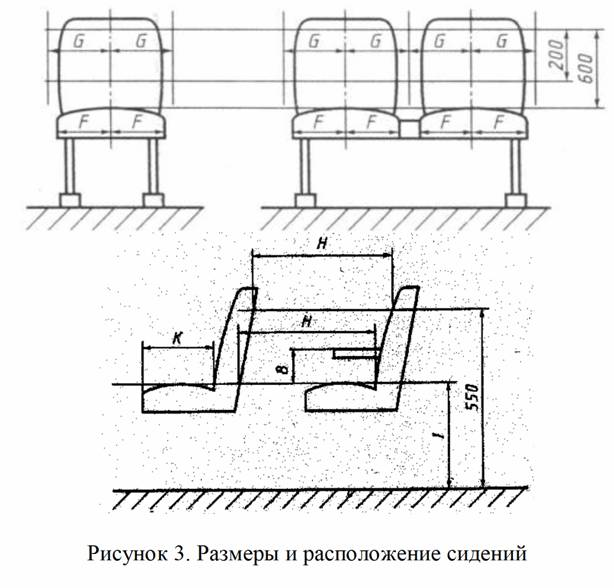 G G G G G G
200
600
F F F F F F
H
H
K
B
I
550
Рисунок 3. Размеры и расположение сидений